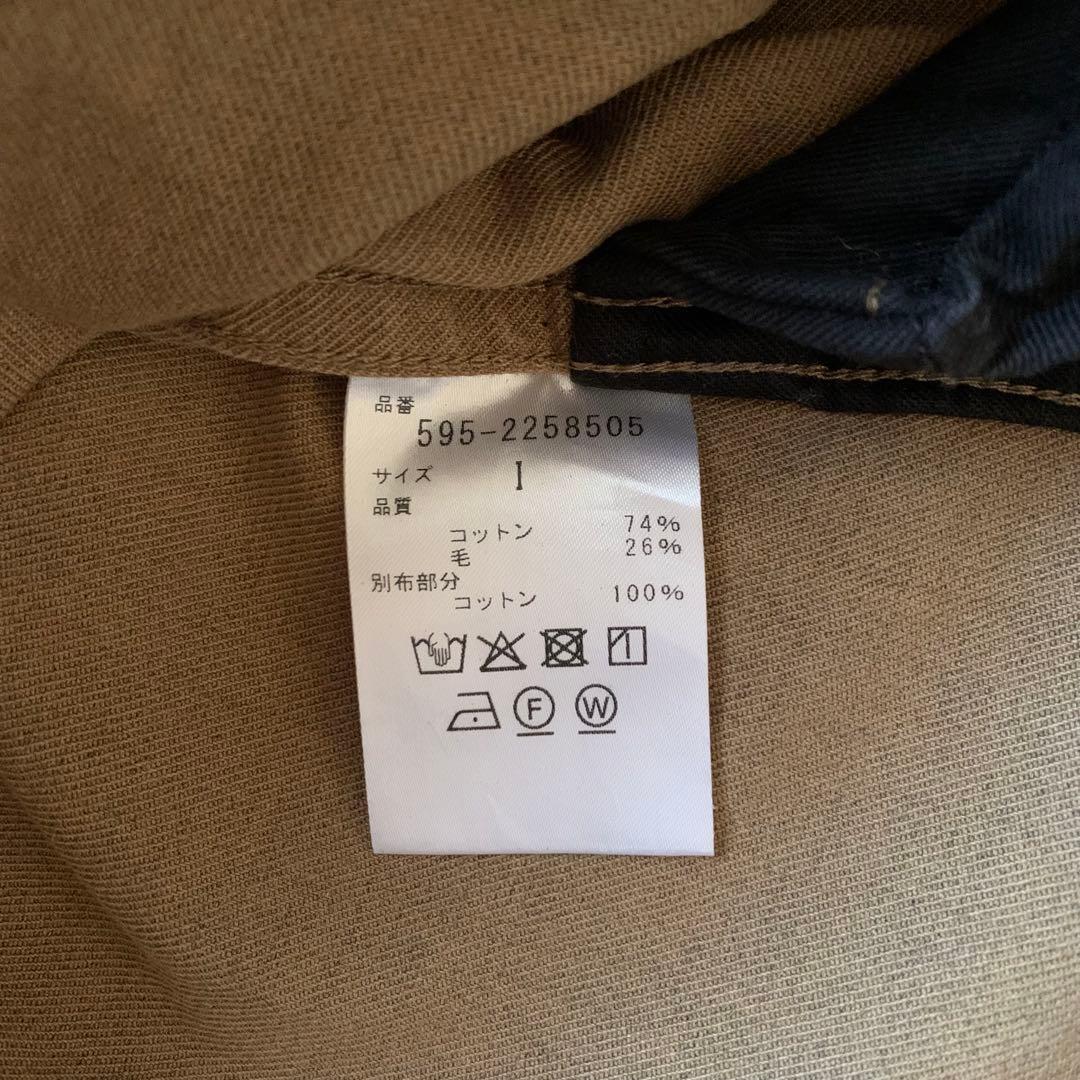 品番
595-2258505
サイズ I
品質
コットン 74%
毛 26%
別布部分
コットン 100%
F W